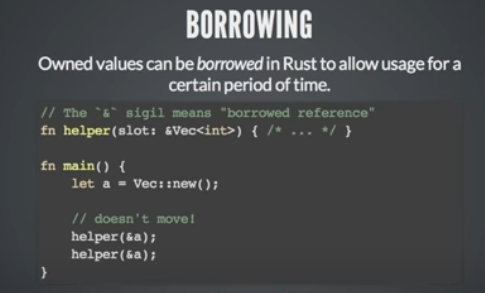 BORROWING
Owned values can be borrowed in Rust to allow usage for a
certain period of time.
// The `&` sigil means "borrowed reference"
fn helper(slot: &Vec<int>) { /* ... */ }
fn main() {
let a = Vec::new();
// doesn't move!
helper(&a);
helper(&a);
}